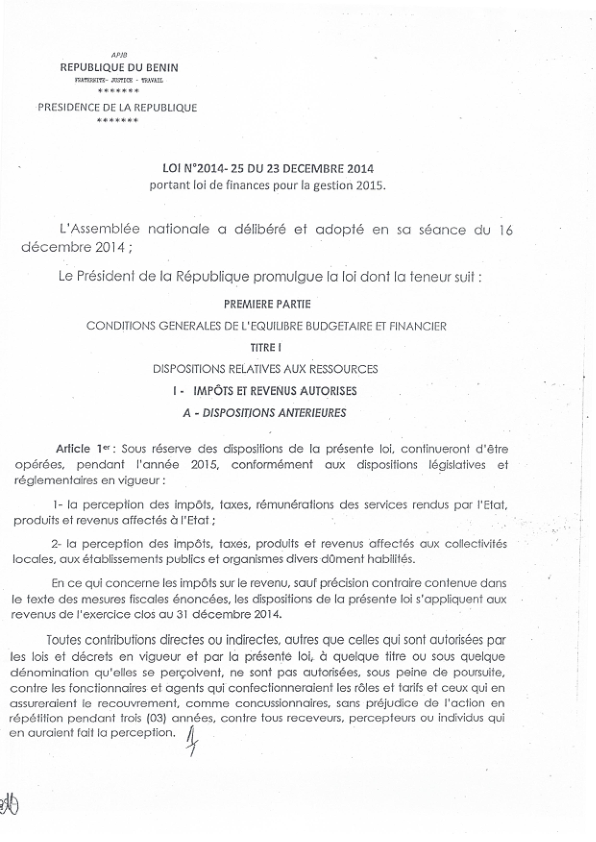 APJB
REPUBLIQUE DU BENIN
FRATERNITE- JUSTICE - TRAVAIL
*******
PRESIDENCE DE LA REPUBLIQUE
*******
LOI N°2014- 25 DU 23 DECEMBRE 2014
portant loi de finances pour la gestion 2015.
L'Assemblée nationale a délibéré et adopté en sa séance du 16
décembre 2014 ;
Le Président de la République promulgue la loi dont la teneur suit :
PREMIERE PARTIE
CONDITIONS GENERALES DE L'EQUILIBRE BUDGETAIRE ET FINANCIER
TITRE I
DISPOSITIONS RELATIVES AUX RESSOURCES
I - IMPÔTS ET REVENUS AUTORISES
A - DISPOSITIONS ANTERIEURES
Article 1er : Sous réserve des dispositions de la présente loi, continueront d'être
opérées, pendant l'année 2015, conformément aux dispositions législatives et
réglementaires en vigueur :
1- la perception des impôts, taxes, rémunérations des services rendus par l'Etat,
produits et revenus affectés à l'Etat ;
2- la perception des impôts, taxes, produits et revenus affectés aux collectivités
locales, aux établissements publics et organismes divers dûment habilités.
En ce qui concerne les impôts sur le revenu, sauf précision contraire contenue dans
le texte des mesures fiscales énoncées, les dispositions de la présente loi s'appliquent aux
revenus de l'exercice clos au 31 décembre 2014.
Toutes contributions directes ou indirectes, autres que celles qui sont autorisées par
les lois et décrets en vigueur et par la présente loi, à quelque titre ou sous quelque
dénomination qu'elles se perçoivent, ne sont pas autorisées, sous peine de poursuite,
contre les fonctionnaires et agents qui confectionneraient les rôles et tarifs et ceux qui en
assureraient le recouvrement, comme concussionnaires, sans préjudice de l'action en
répétition pendant trois (03) années, contre tous receveurs, percepteurs ou individus qui
en auraient fait la perception.